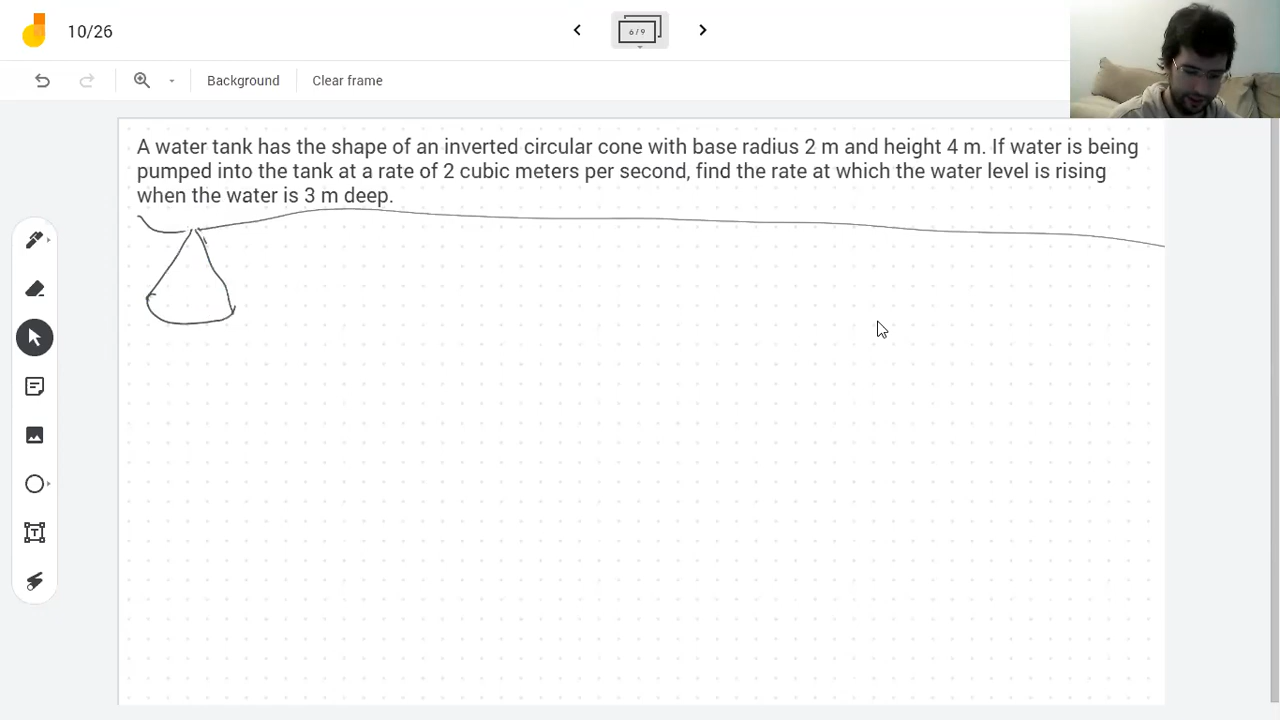 10/26
6 / 9
Background
Clear frame
A water tank has the shape of an inverted circular cone with base radius 2 m and height 4 m. If water is being
pumped into the tank at a rate of 2 cubic meters per second, find the rate at which the water level is rising
when the water is 3 m deep.
T